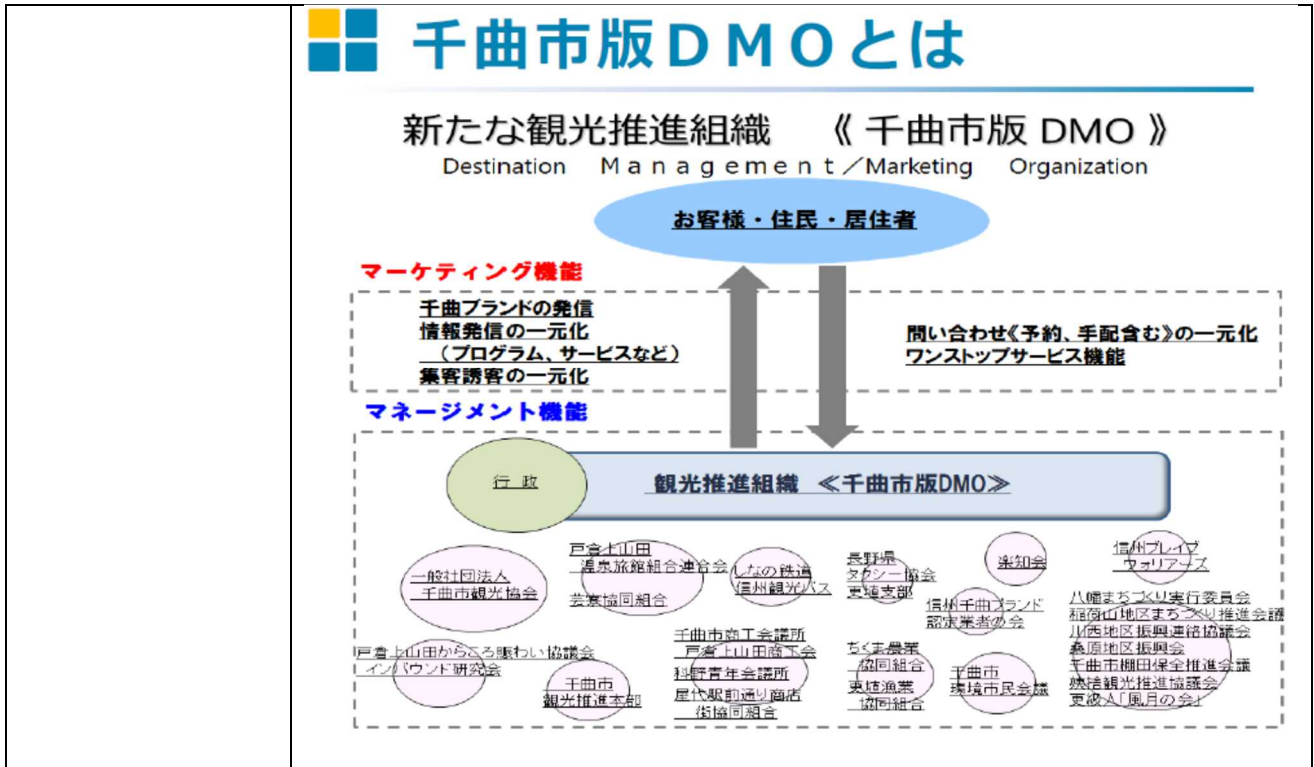 千曲市版DMOとは
新たな観光推進組織 《 千曲市版 DMO 》
Destination Management／Marketing Organization
お客様・住民・居住者
マーケティング機能
千曲ブランドの発信
情報発信の一元化
（プログラム、サービスなど）
集客誘客の一元化
問い合わせ《予約、手配含む》の一元化
ワンストップサービス機能
マネージメント機能
行 政
観光推進組織 ≪千曲市版DMO≫
一般社団法人
千曲市観光協会
戸倉上山田
温泉旅館組合連合会
芸寮協同組合
しなの鉄道
信州観光バス
長野県
タクシー協会
更埴支部
楽知会
信州ブレイブ
ウォリアーズ
信州千曲ブランド
認定業者の会
八幡まちづくり実行委員会
稲荷山地区まちづくり推進会議
川西地区振興連絡協議会
桑原地区振興会
千曲市棚田保全推進会議
姨捨観光推進協議会
更級人「風月の会」
戸倉上山田からころ賑わい協議会
インバウンド研究会
千曲市
観光推進本部
千曲市商工会議所
戸倉上山田商工会
科野青年会議所
屋代駅前通り商店
街協同組合
ちくま農業
協同組合
更埴漁業
協同組合
千曲市
環境市民会議